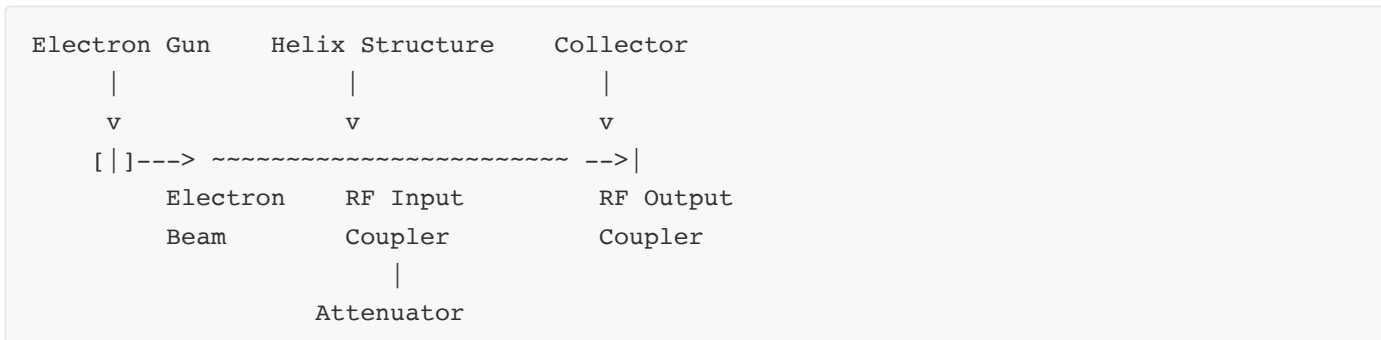 Electron Gun    Helix Structure    Collector
     |               |                |
     v               v                v
    [|]---> ~~~~~~~~~~~~~~~~~~~~~~~~ -->|
         Electron    RF Input         RF Output
         Beam        Coupler          Coupler
                        |
                   Attenuator